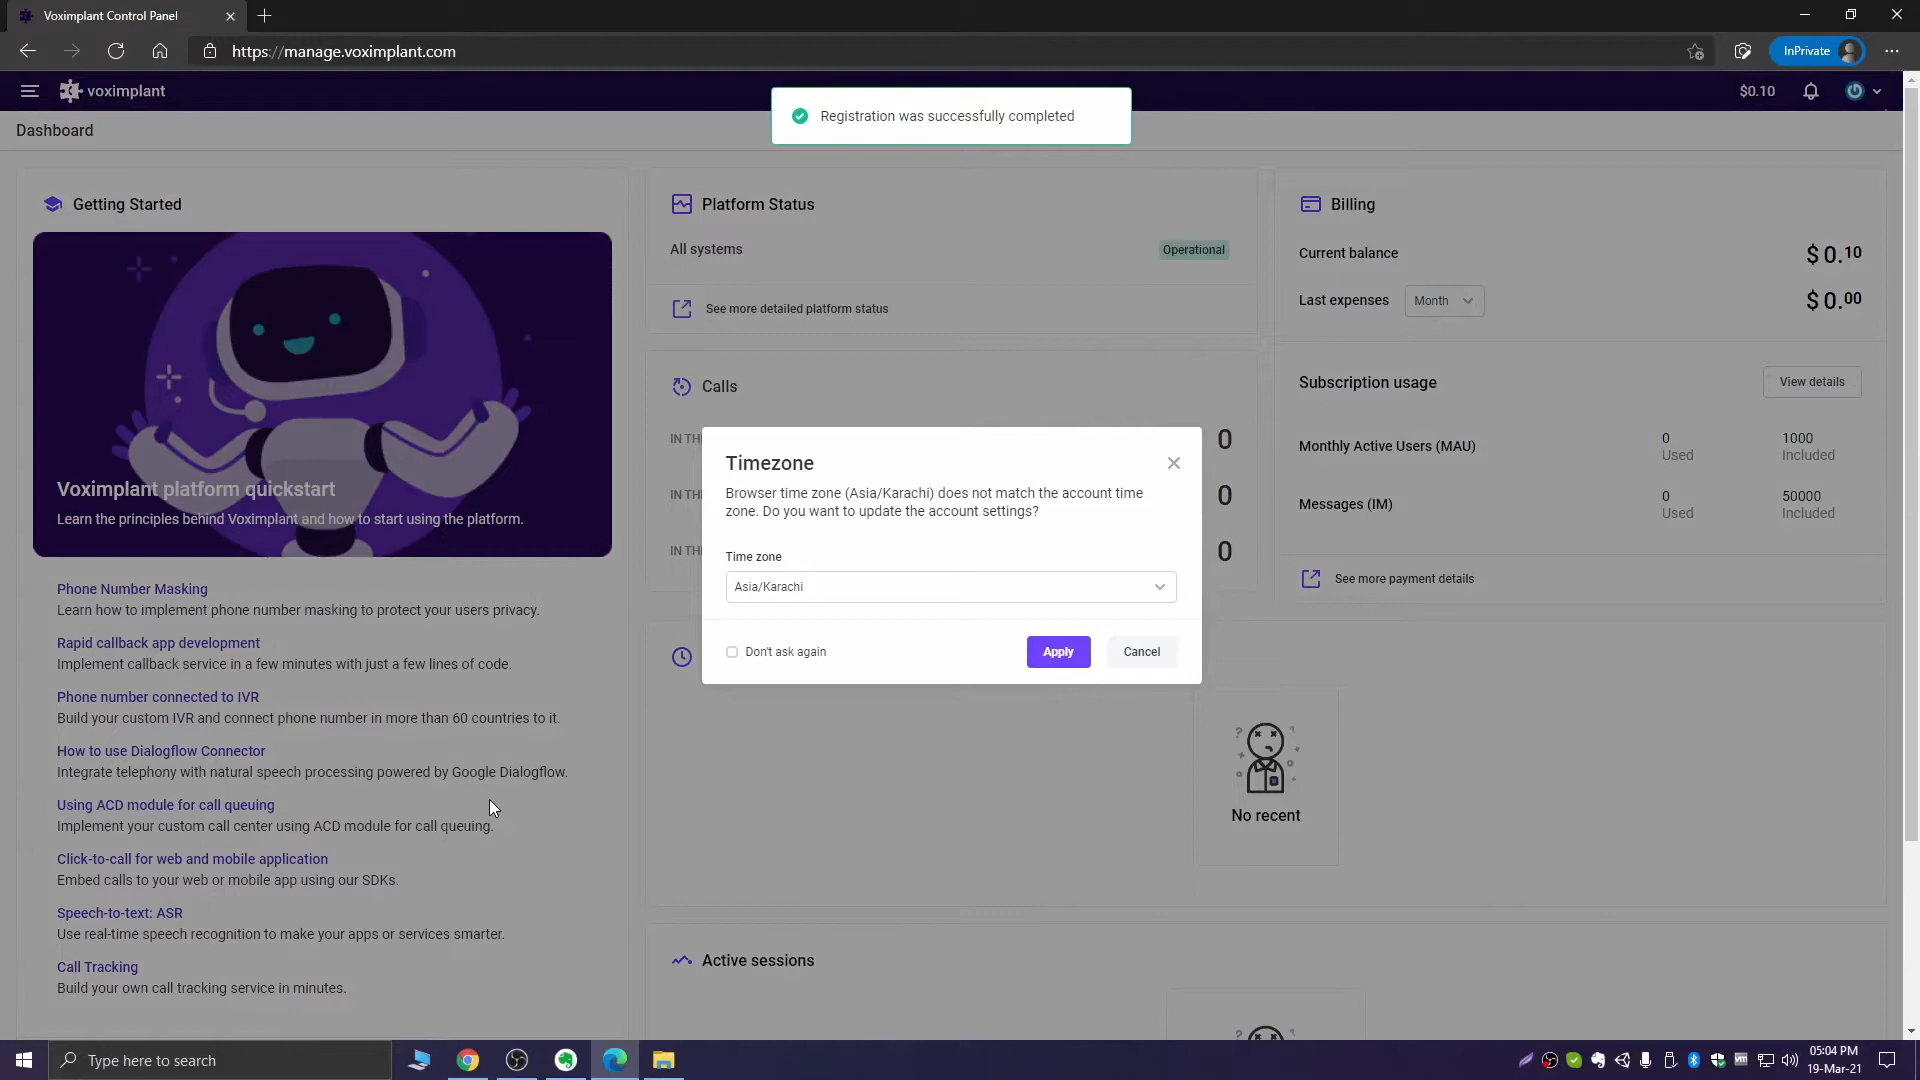 Voximplant Control Panel
https://manage.voximplant.com
InPrivate
voximplant
$0.10
Registration was successfully completed
Dashboard
Getting Started
Voximplant platform quickstart
Learn the principles behind Voximplant and how to start using the platform.
Phone Number Masking
Learn how to implement phone number masking to protect your users privacy.
Rapid callback app development
Implement callback service in a few minutes with just a few lines of code.
Phone number connected to IVR
Build your custom IVR and connect phone number in more than 60 countries to it.
How to use Dialogflow Connector
Integrate telephony with natural speech processing powered by Google Dialogflow.
Using ACD module for call queuing
Implement your custom call center using ACD module for call queuing.
Click-to-call for web and mobile application
Embed calls to your web or mobile app using our SDKs.
Speech-to-text: ASR
Use real-time speech recognition to make your apps or services smarter.
Call Tracking
Build your own call tracking service in minutes.
Platform Status
All systems
Operational
See more detailed platform status
Calls
IN
0
IN
0
IN
0
Timezone
Browser time zone (Asia/Karachi) does not match the account time
zone. Do you want to update the account settings?
Time zone
Asia/Karachi
Don't ask again
Apply
Cancel
No recent
Active sessions
Billing
Current balance
$ 0.10
Last expenses
Month
$ 0.00
Subscription usage
View details
Monthly Active Users (MAU)
0
Used
1000
Included
Messages (IM)
0
Used
50000
Included
See more payment details
Type here to search
05:04 PM
19-Mar-21